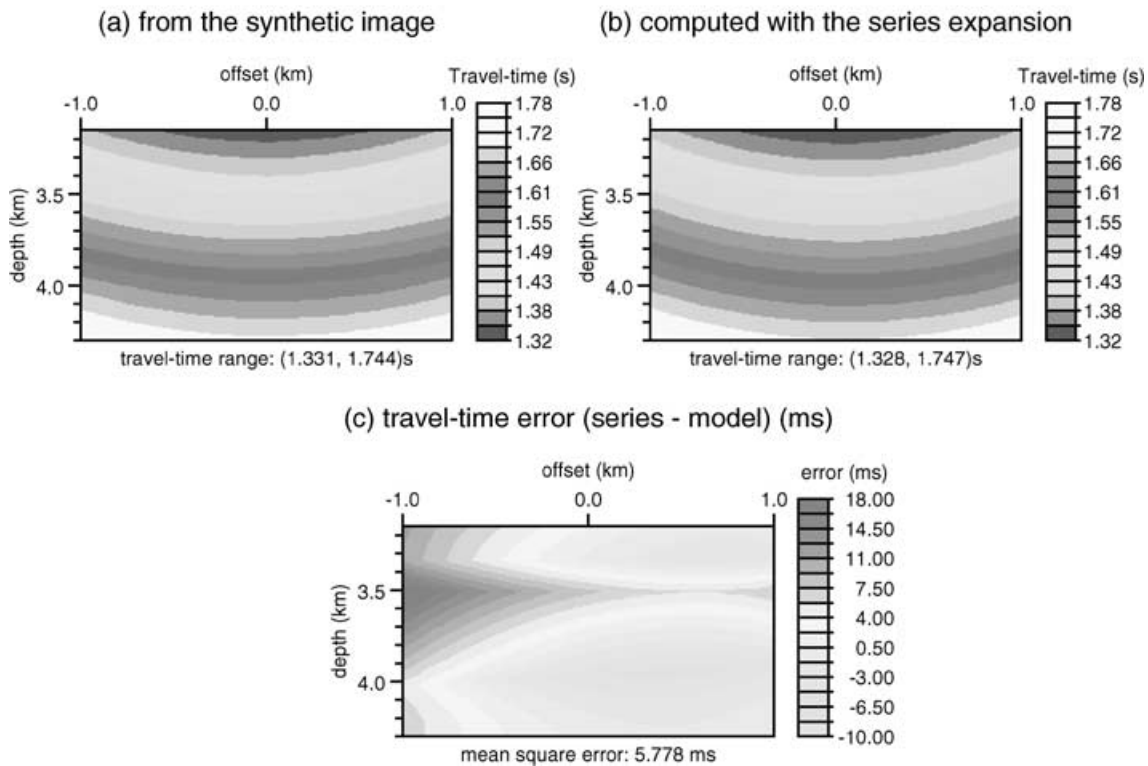 (a) from the synthetic image
offset (km)
Travel-time (s)
-1.0 0.0 1.0
depth (km)
3.5
4.0
1.78
1.72
1.66
1.61
1.55
1.49
1.43
1.38
1.32
travel-time range: (1.331, 1.744)s
(b) computed with the series expansion
offset (km)
Travel-time (s)
-1.0 0.0 1.0
depth (km)
3.5
4.0
1.78
1.72
1.66
1.61
1.55
1.49
1.43
1.38
1.32
travel-time range: (1.328, 1.747)s
(c) travel-time error (series - model) (ms)
offset (km)
error (ms)
-1.0 0.0 1.0
depth (km)
3.5
4.0
18.00
14.50
11.00
7.50
4.00
0.50
-3.00
-6.50
-10.00
mean square error: 5.778 ms